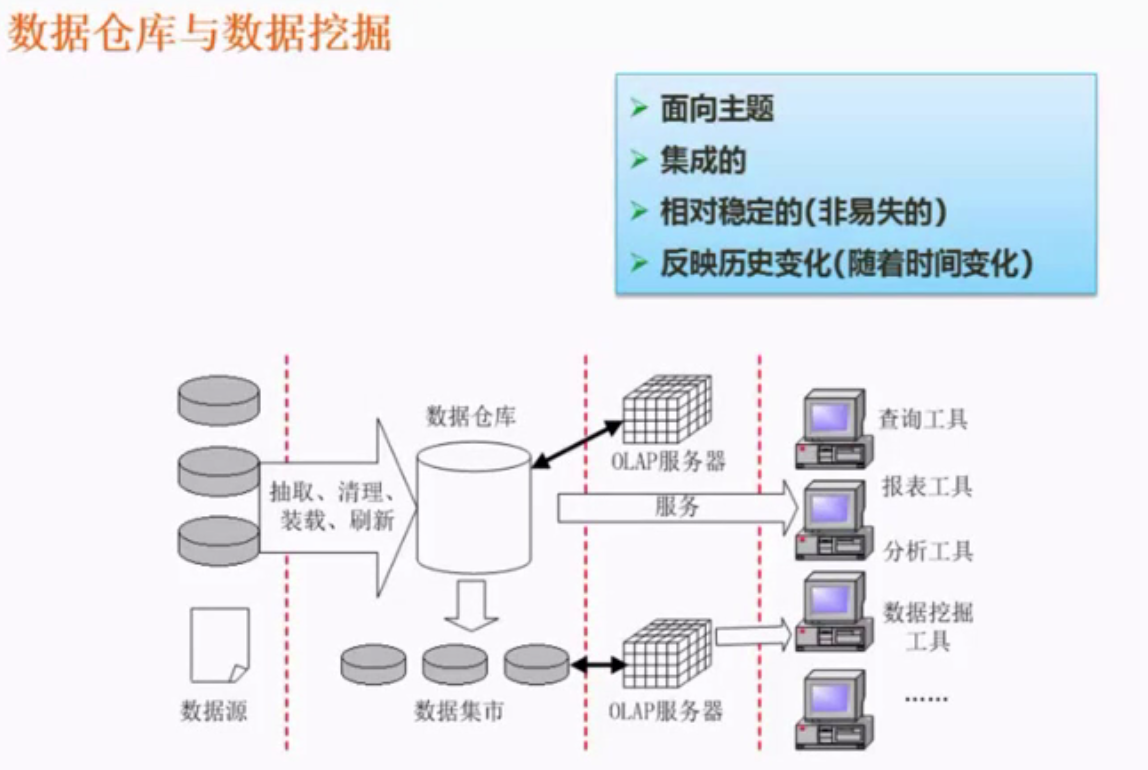 数据仓库与数据挖掘
面向主题
集成的
相对稳定的(非易失的)
反映历史变化(随着时间变化)
数据仓库
抽取、清理、
装载、刷新
OLAP服务器
服务
查询工具
报表工具
分析工具
数据挖掘
工具
……
数据源
数据集市
OLAP服务器